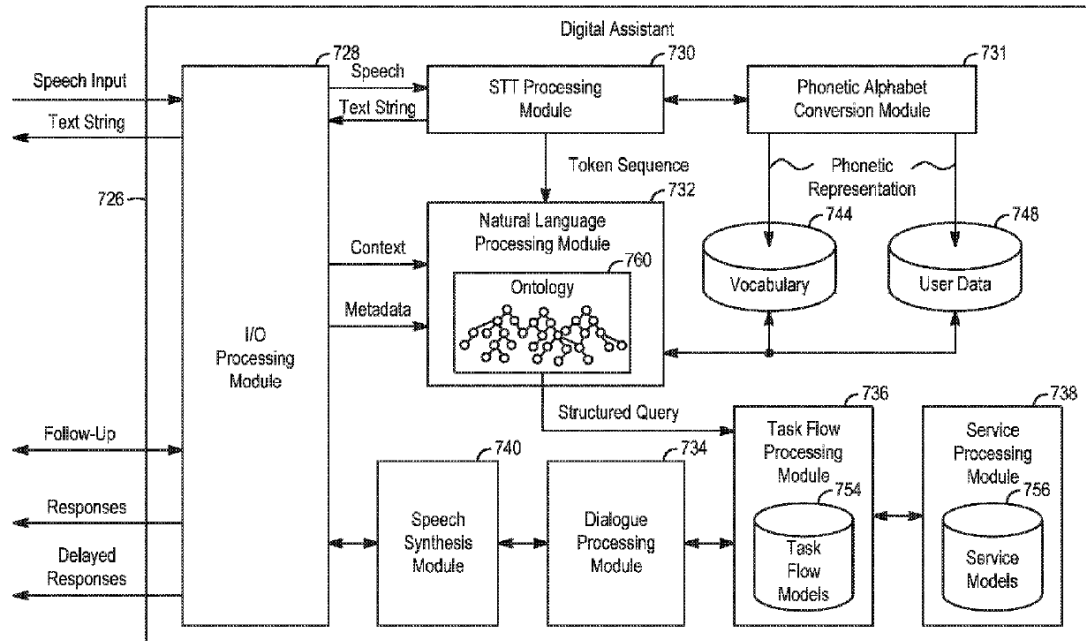 Digital Assistant
728
730
731
Speech Input
Speech
STT Processing
Module
Phonetic Alphabet
Conversion Module
Text String
Text String
Token Sequence
Phonetic
Representation
726
732
744
748
Natural Language
Processing Module
Context
760
Ontology
Vocabulary
User Data
Metadata
I/O
Processing
Module
Structured Query
736
738
Follow-Up
740
734
Task Flow
Processing
Module
Service
Processing
Module
754
756
Responses
Speech
Synthesis
Module
Dialogue
Processing
Module
Task
Flow
Models
Service
Models
Delayed
Responses